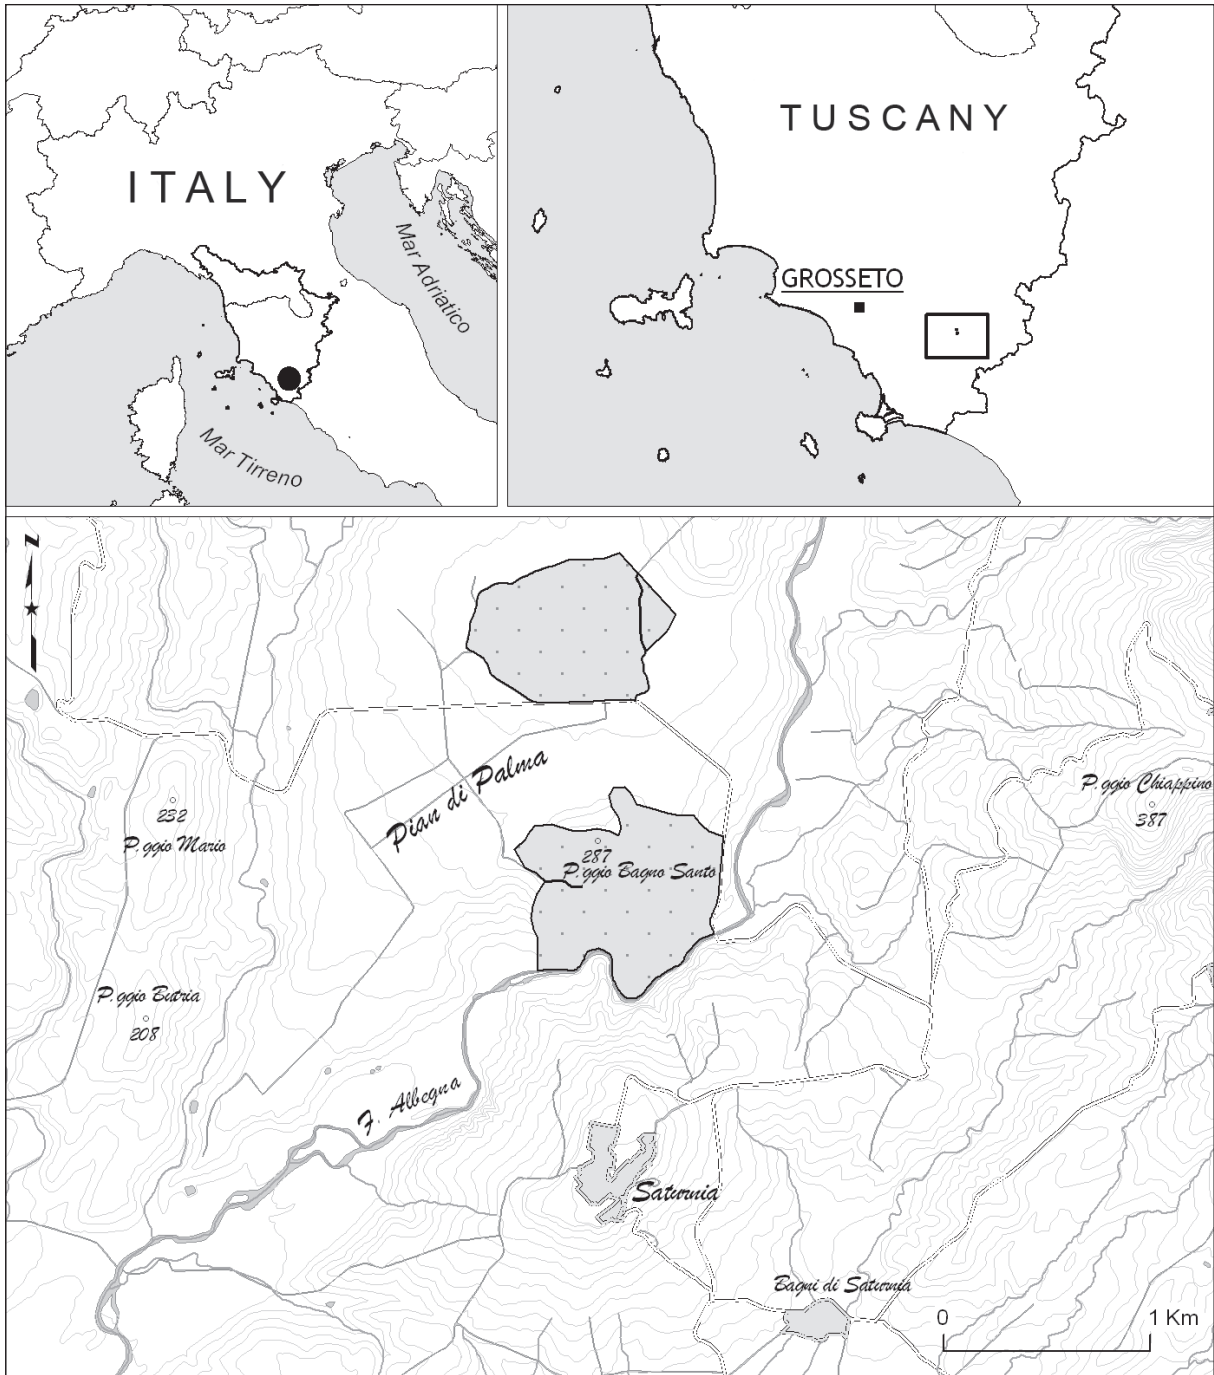 ITALY
Mar Adriatico
Mar Tirreno
TUSCANY
GROSSETO
N
Pian di Palma
232
P.ggio Mario
287
P.ggio Bagno Santo
P.ggio Chiappino
387
P.ggio Butria
208
F. Albegna
Saturnia
Bagni di Saturnia
0 1 Km